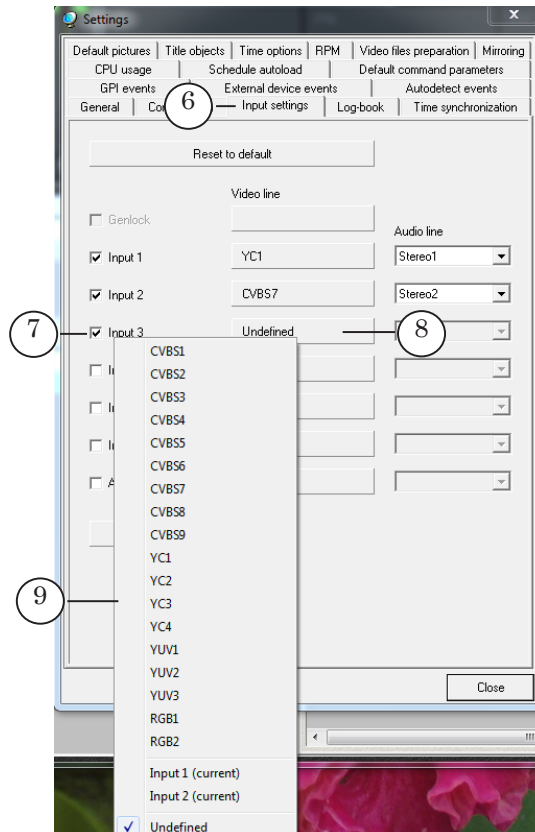 Settings
x
Default pictures Title objects Time options RPM Video files preparation Mirroring
CPU usage Schedule autoload Default command parameters
GPI events External device events Autodetect events
General Input settings Log-book Time synchronization
6
Reset to default
Video line
Genlock
Audio line
Input 1 YC1 Stereo1
Input 2 CVBS7 Stereo2
7 Input 3 Undefined 8
CVBS1
CVBS2
CVBS3
CVBS4
CVBS5
CVBS6
CVBS7
CVBS8
CVBS9
YC1
YC2
9 YC3
YC4
YUV1
YUV2
YUV3
RGB1
RGB2
Close
Input 1 (current)
Input 2 (current)
Undefined